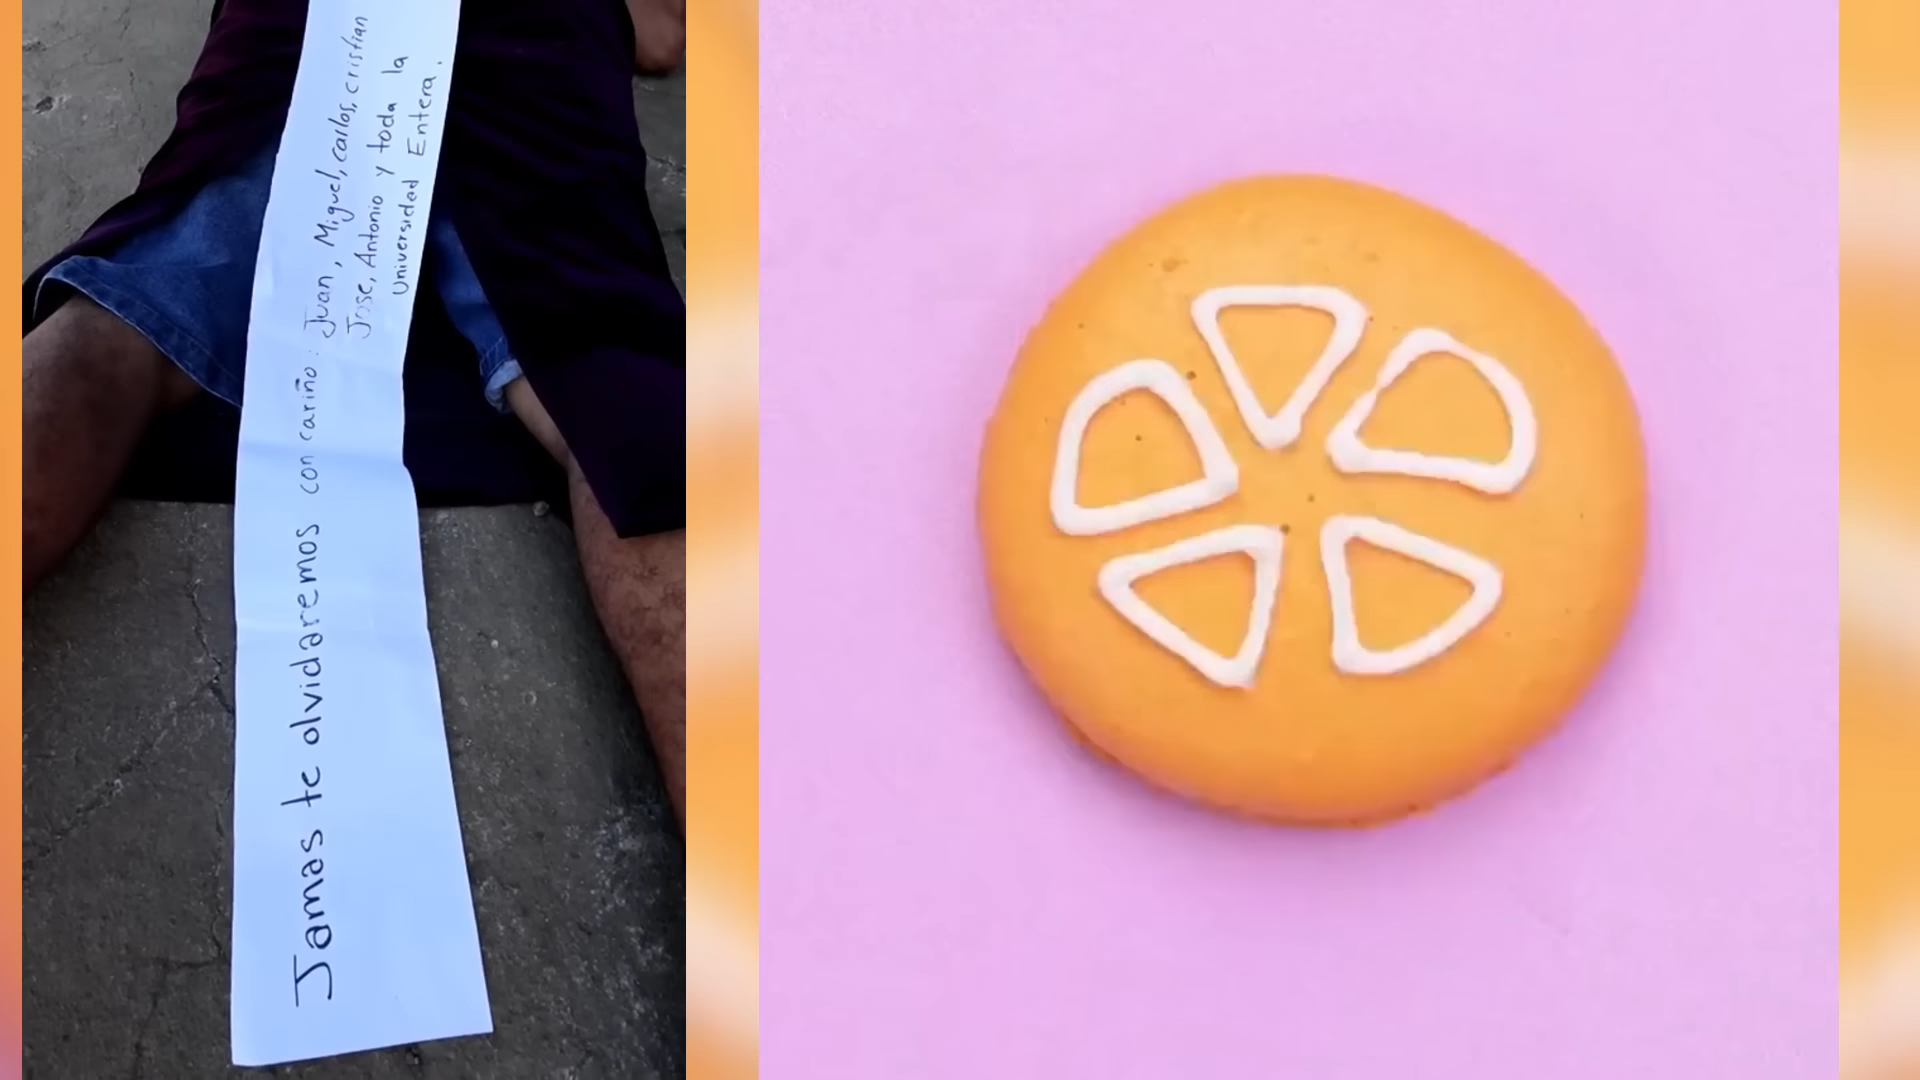 Jamas te olvidaremos con cariño: Juan, Miguel, carlos, cristian
Jose, Antonio y toda la
Universidad Entera.